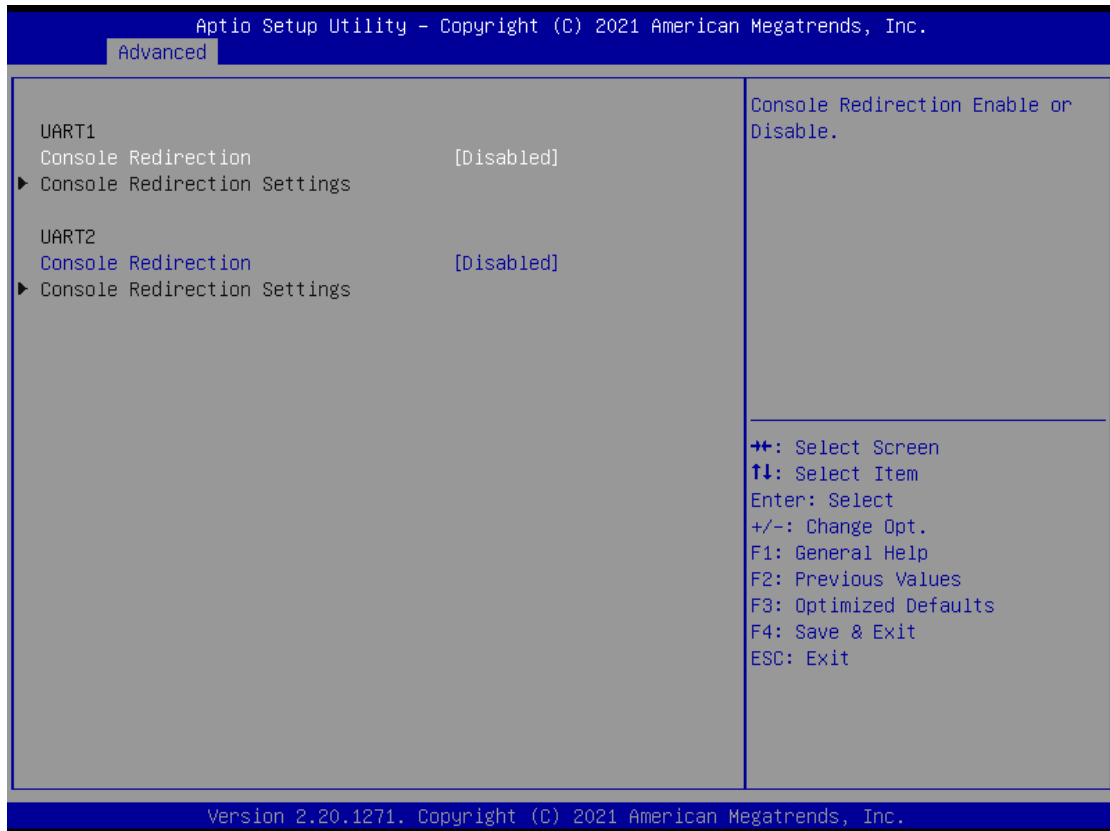 Aptio Setup Utility – Copyright (C) 2021 American Megatrends, Inc.
Advanced
UART1
Console Redirection [Disabled]
▶ Console Redirection Settings
UART2
Console Redirection [Disabled]
▶ Console Redirection Settings
Console Redirection Enable or
Disable.
→←: Select Screen
↑↓: Select Item
Enter: Select
+/-: Change Opt.
F1: General Help
F2: Previous Values
F3: Optimized Defaults
F4: Save & Exit
ESC: Exit
Version 2.20.1271. Copyright (C) 2021 American Megatrends, Inc.